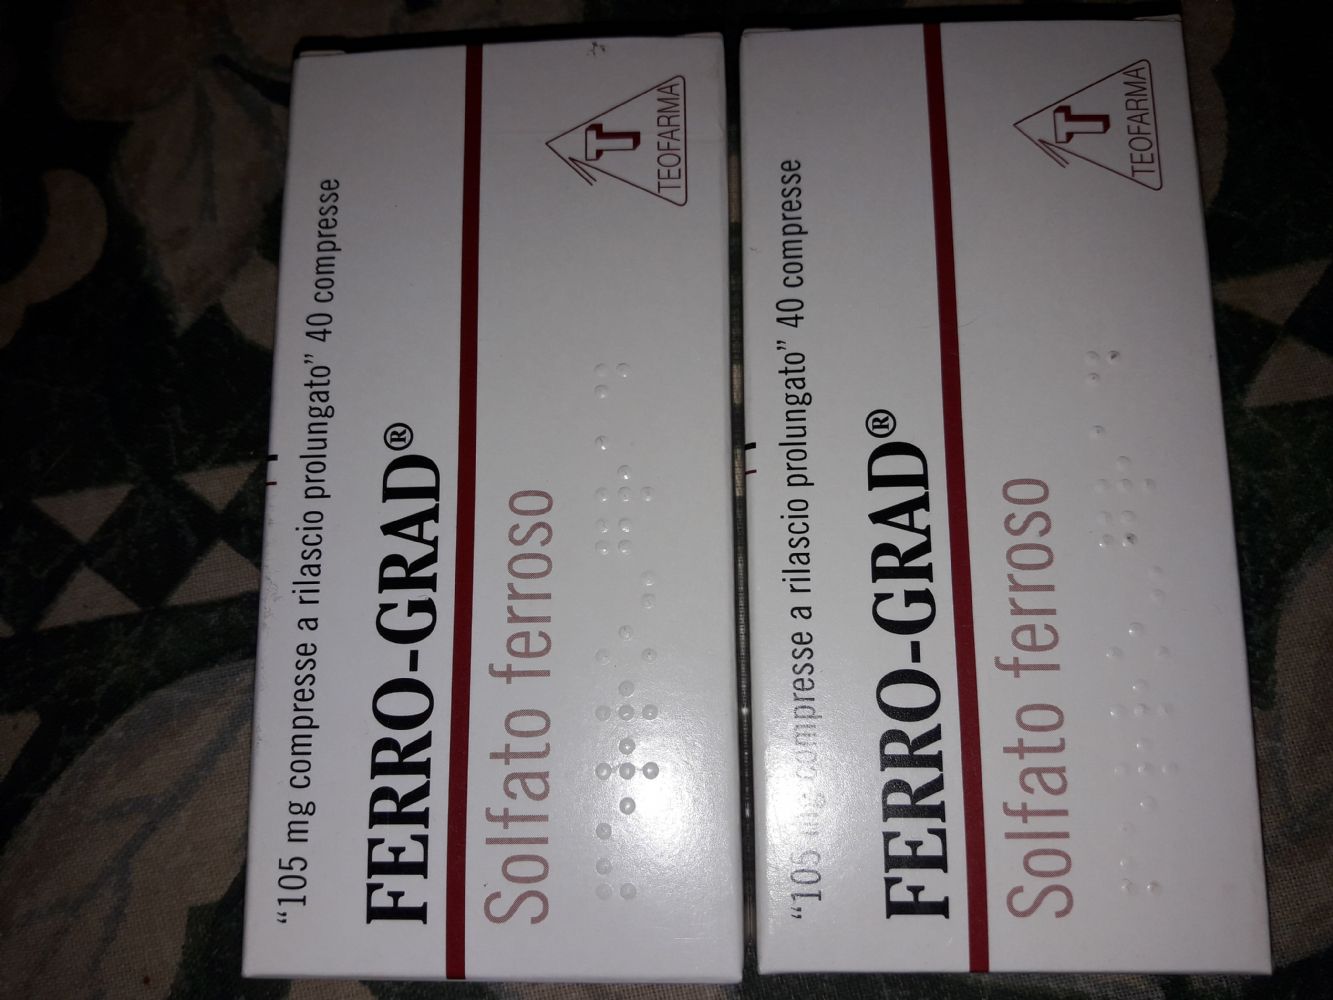 “105 mg compresse a rilascio prolungato” 40 compresse
FERRO-GRAD®
Solfato ferroso
T
TEOFARMA
“105 mg compresse a rilascio prolungato” 40 compresse
FERRO-GRAD®
Solfato ferroso
T
TEOFARMA